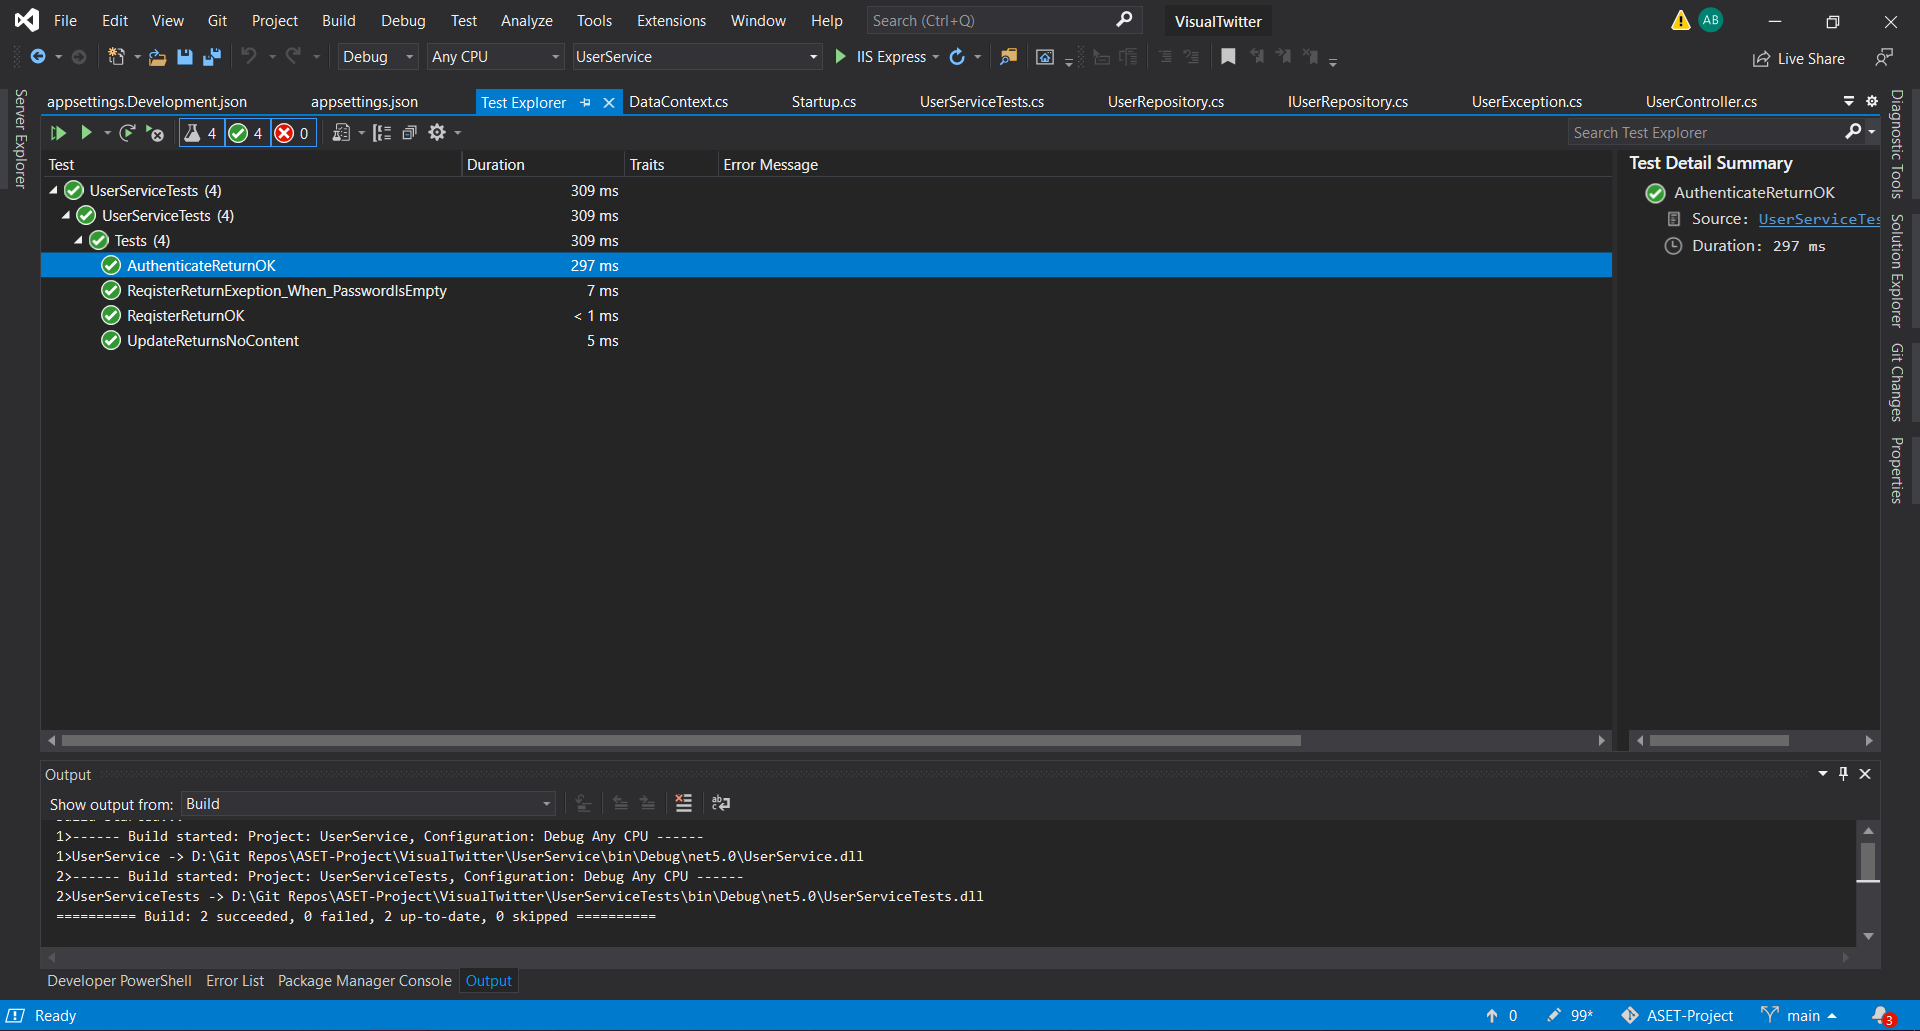 File Edit View Git Project Build Debug Test Analyze Tools Extensions Window Help Search (Ctrl+Q) VisualTwitter AB
Debug Any CPU UserService IIS Express Live Share
Server Explorer
appsettings.Development.json appsettings.json Test Explorer DataContext.cs Startup.cs UserServiceTests.cs UserRepository.cs IUserRepository.cs UserException.cs UserController.cs
4 4 0 Search Test Explorer
Test Duration Traits Error Message
UserServiceTests (4) 309 ms
UserServiceTests (4) 309 ms
Tests (4) 309 ms
AuthenticateReturnOK 297 ms
ReqisterReturnExeption_When_PasswordIsEmpty 7 ms
ReqisterReturnOK < 1 ms
UpdateReturnsNoContent 5 ms
Test Detail Summary
AuthenticateReturnOK
Source: UserServiceTes
Duration: 297 ms
Diagnostic Tools
Solution Explorer
Git Changes
Properties
Output
Show output from: Build
1>------ Build started: Project: UserService, Configuration: Debug Any CPU ------
1>UserService -> D:\Git Repos\ASET-Project\VisualTwitter\UserService\bin\Debug\net5.0\UserService.dll
2>------ Build started: Project: UserServiceTests, Configuration: Debug Any CPU ------
2>UserServiceTests -> D:\Git Repos\ASET-Project\VisualTwitter\UserServiceTests\bin\Debug\net5.0\UserServiceTests.dll
========== Build: 2 succeeded, 0 failed, 2 up-to-date, 0 skipped ==========
Developer PowerShell Error List Package Manager Console Output
Ready 0 99* ASET-Project main 3